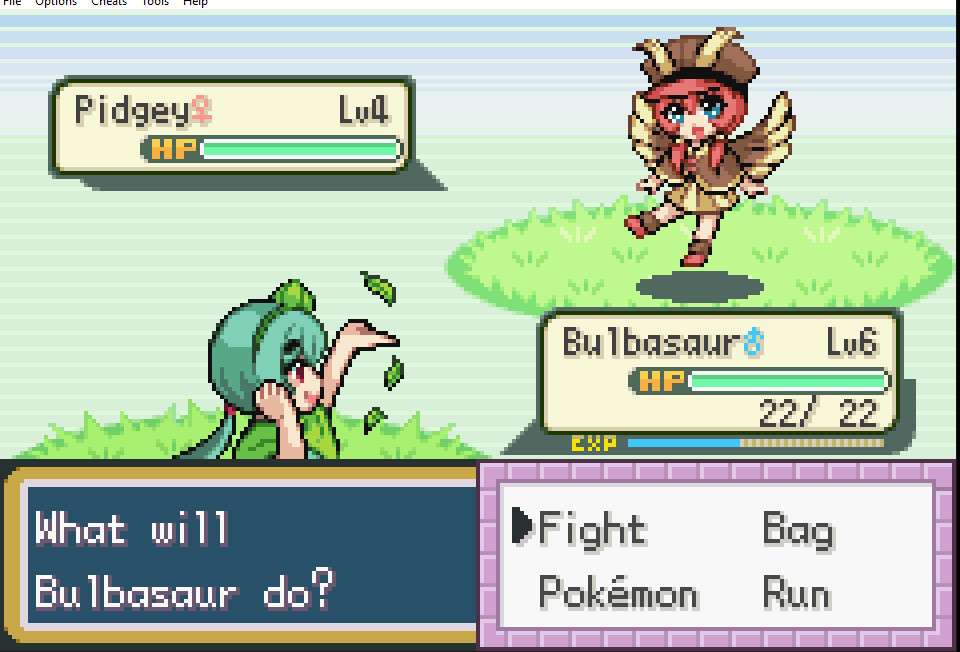 File Options Cheats Tools Help
Pidgey♀ Lv4
HP
Bulbasaur♂ Lv6
HP
22/ 22
EXP
What will
Bulbasaur do?
Fight Bag
Pokémon Run